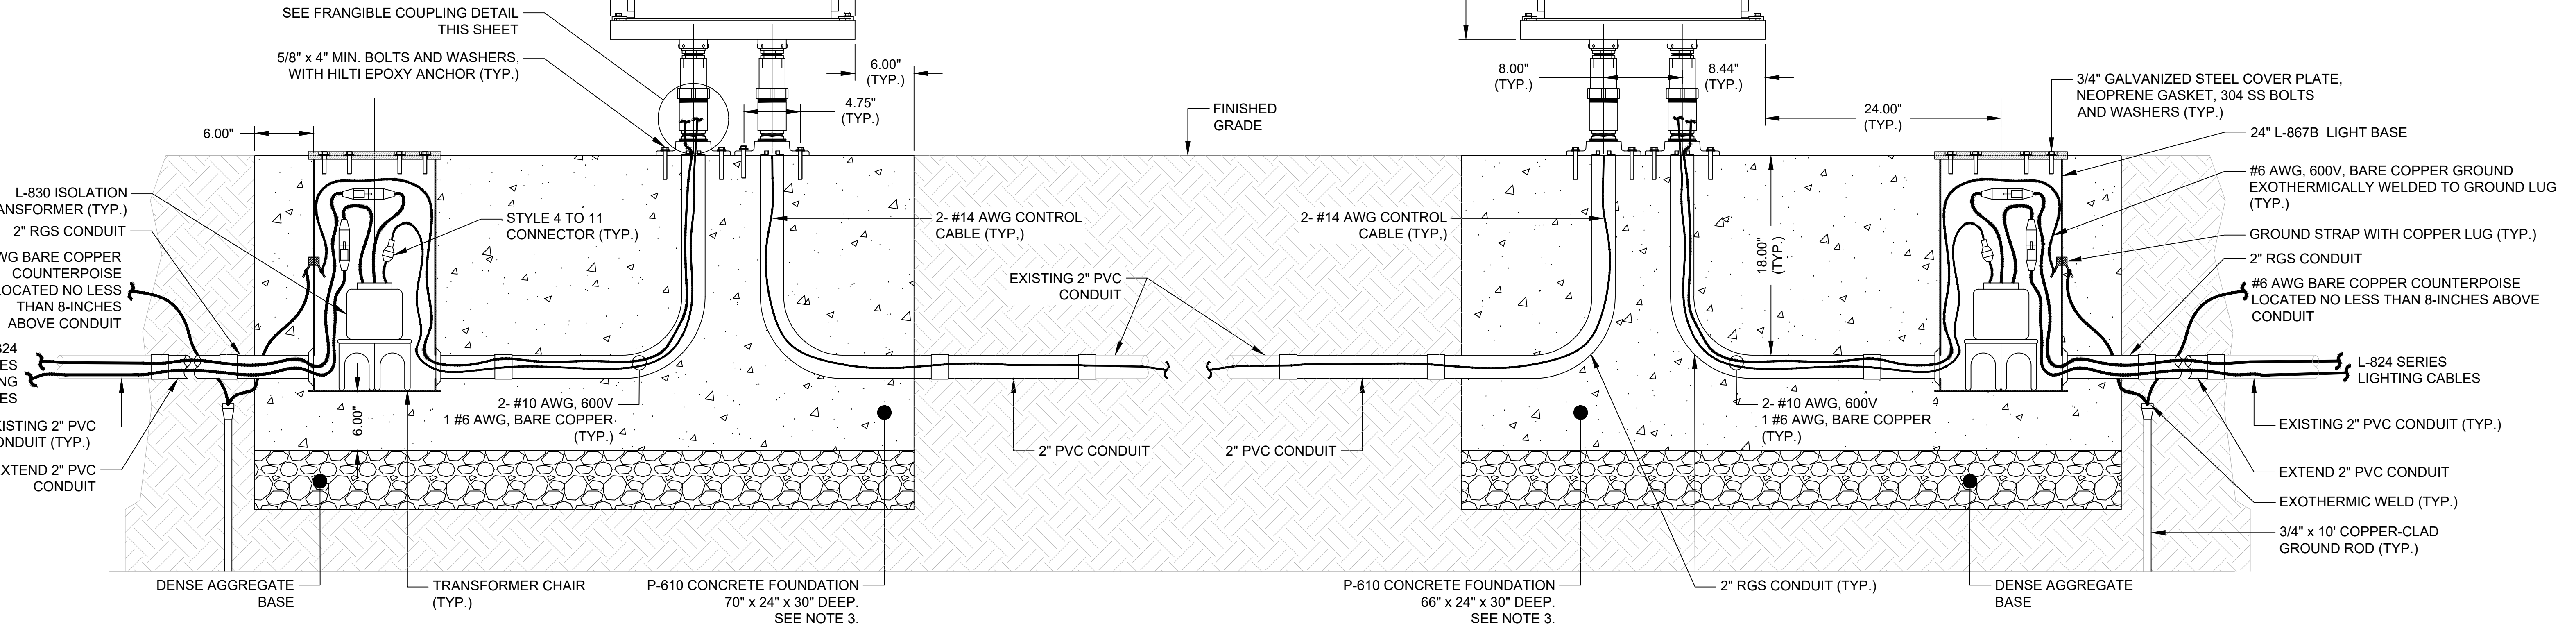 SEE FRANGIBLE COUPLING DETAIL
THIS SHEET
5/8" x 4" MIN. BOLTS AND WASHERS,
WITH HILTI EPOXY ANCHOR (TYP.)
6.00"
(TYP.)
4.75"
(TYP.)
6.00"
FINISHED
GRADE
L-830 ISOLATION
(TYP.)
2" RGS CONDUIT
BARE COPPER
COUNTERPOISE
NO LESS
THAN 8-INCHES
ABOVE CONDUIT
STYLE 4 TO 11
CONNECTOR (TYP.)
2- #14 AWG CONTROL
CABLE (TYP,)
EXISTING 2" PVC
CONDUIT
2- #10 AWG, 600V
1 #6 AWG, BARE COPPER
(TYP.)
6.00"
2" PVC
(TYP.)
2" PVC
CONDUIT
2" PVC CONDUIT
DENSE AGGREGATE
BASE
TRANSFORMER CHAIR
(TYP.)
P-610 CONCRETE FOUNDATION
70" x 24" x 30" DEEP.
SEE NOTE 3.
8.00"
(TYP.)
8.44"
(TYP.)
24.00"
(TYP.)
3/4" GALVANIZED STEEL COVER PLATE,
NEOPRENE GASKET, 304 SS BOLTS
AND WASHERS (TYP.)
24" L-867B LIGHT BASE
#6 AWG, 600V, BARE COPPER GROUND
EXOTHERMICALLY WELDED TO GROUND LUG
(TYP.)
GROUND STRAP WITH COPPER LUG (TYP.)
2" RGS CONDUIT
#6 AWG BARE COPPER COUNTERPOISE
LOCATED NO LESS THAN 8-INCHES ABOVE
CONDUIT
2- #14 AWG CONTROL
CABLE (TYP,)
18.00"
(TYP.)
L-824 SERIES
LIGHTING CABLES
2- #10 AWG, 600V
1 #6 AWG, BARE COPPER
(TYP.)
2" PVC CONDUIT
EXISTING 2" PVC CONDUIT (TYP.)
EXTEND 2" PVC CONDUIT
EXOTHERMIC WELD (TYP.)
3/4" x 10' COPPER-CLAD
GROUND ROD (TYP.)
P-610 CONCRETE FOUNDATION
66" x 24" x 30" DEEP.
SEE NOTE 3.
2" RGS CONDUIT (TYP.)
DENSE AGGREGATE
BASE